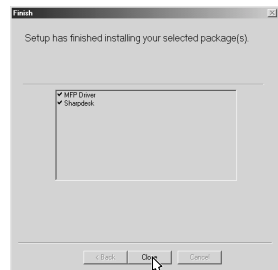 Finish
Setup has finished installing your selected package(s).
MFP Driver
Sharpdesk
< Back
Close
Cancel